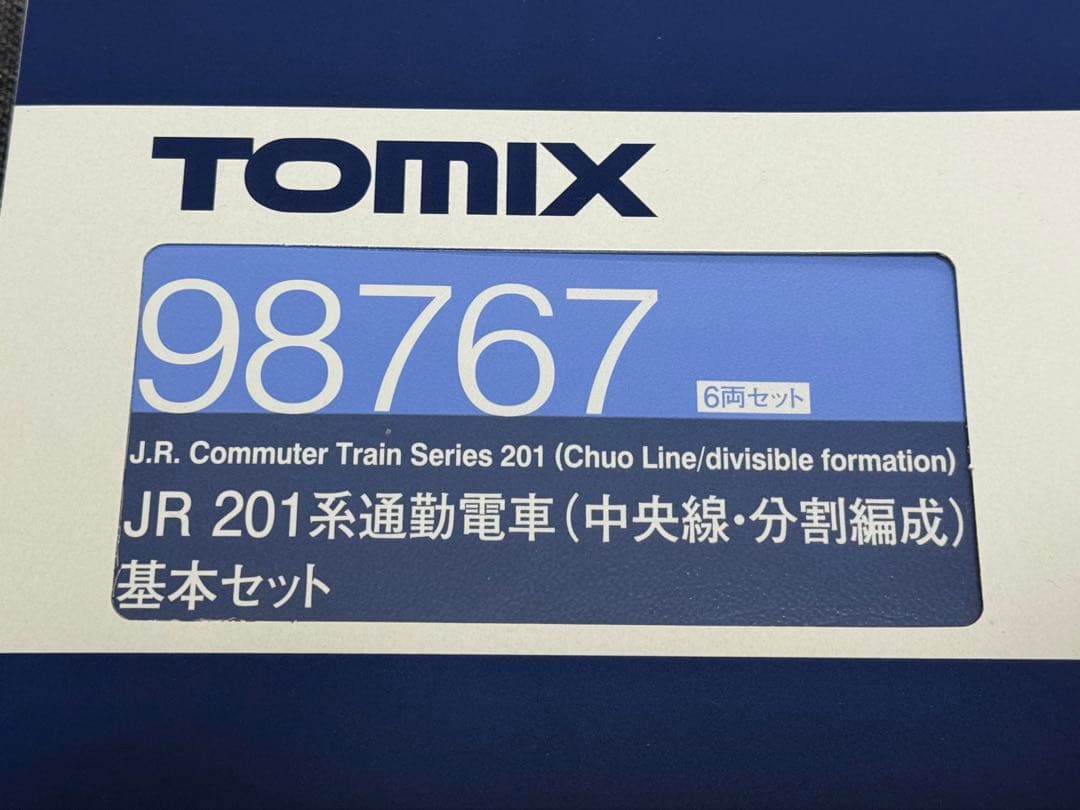 TOMIX
98767
6両セット
J.R. Commuter Train Series 201 (Chuo Line/divisible formation)
JR 201系通勤電車(中央線・分割編成)
基本セット